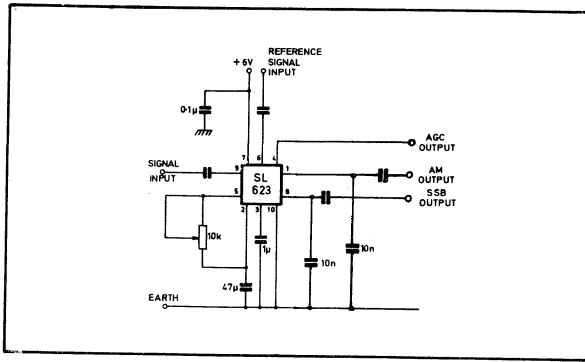 REFERENCE
SIGNAL
INPUT
+ 6V
0·1µ
7 6 4
AGC
OUTPUT
SIGNAL
INPUT
9
SL
623
1
AM
OUTPUT
5
8
SSB
OUTPUT
2 3 10
10k
1µ
10n
10n
47µ
EARTH